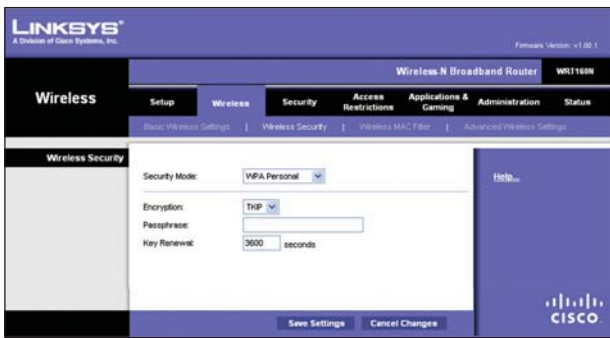 LINKSYS®
A Division of Cisco Systems, Inc.
Firmware Version: v1.00.1
Wireless-N Broadband Router WRT160N
Wireless
Setup Wireless Security Access Restrictions Applications & Gaming Administration Status
Basic Wireless Settings | Wireless Security | Wireless MAC Filter | Advanced Wireless Settings
Wireless Security
Security Mode: WPA Personal
Help...
Encryption: TKIP
Passphrase:
Key Renewal: 3600 seconds
Save Settings Cancel Changes
CISCO